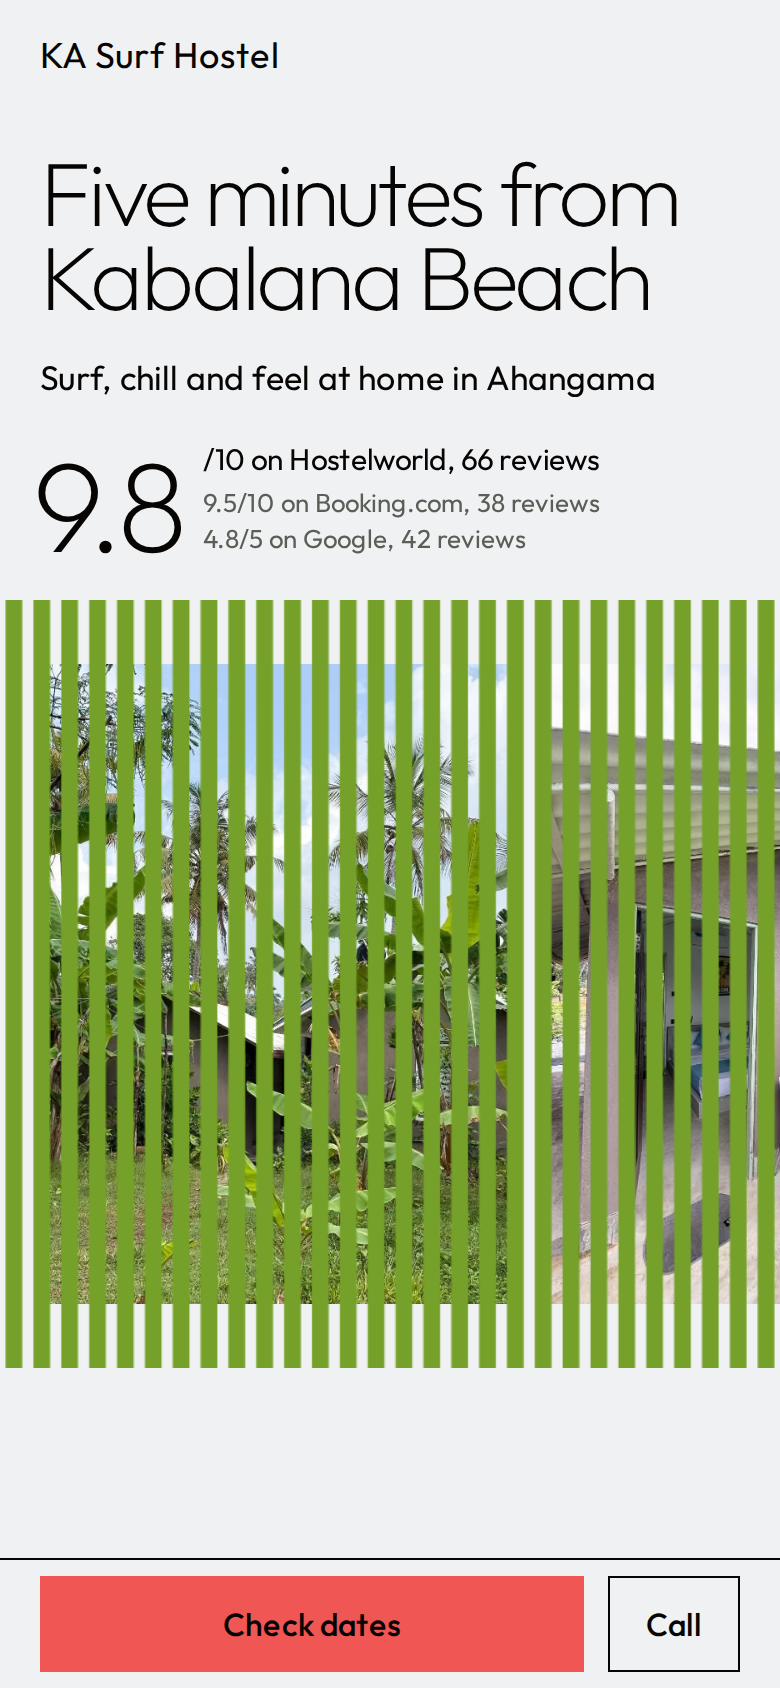 KA Surf Hostel
Five minutes from
Kabalana Beach
Surf, chill and feel at home in Ahangama
9.8
/10 on Hostelworld, 66 reviews
9.5/10 on Booking.com, 38 reviews
4.8/5 on Google, 42 reviews
Check dates
Call